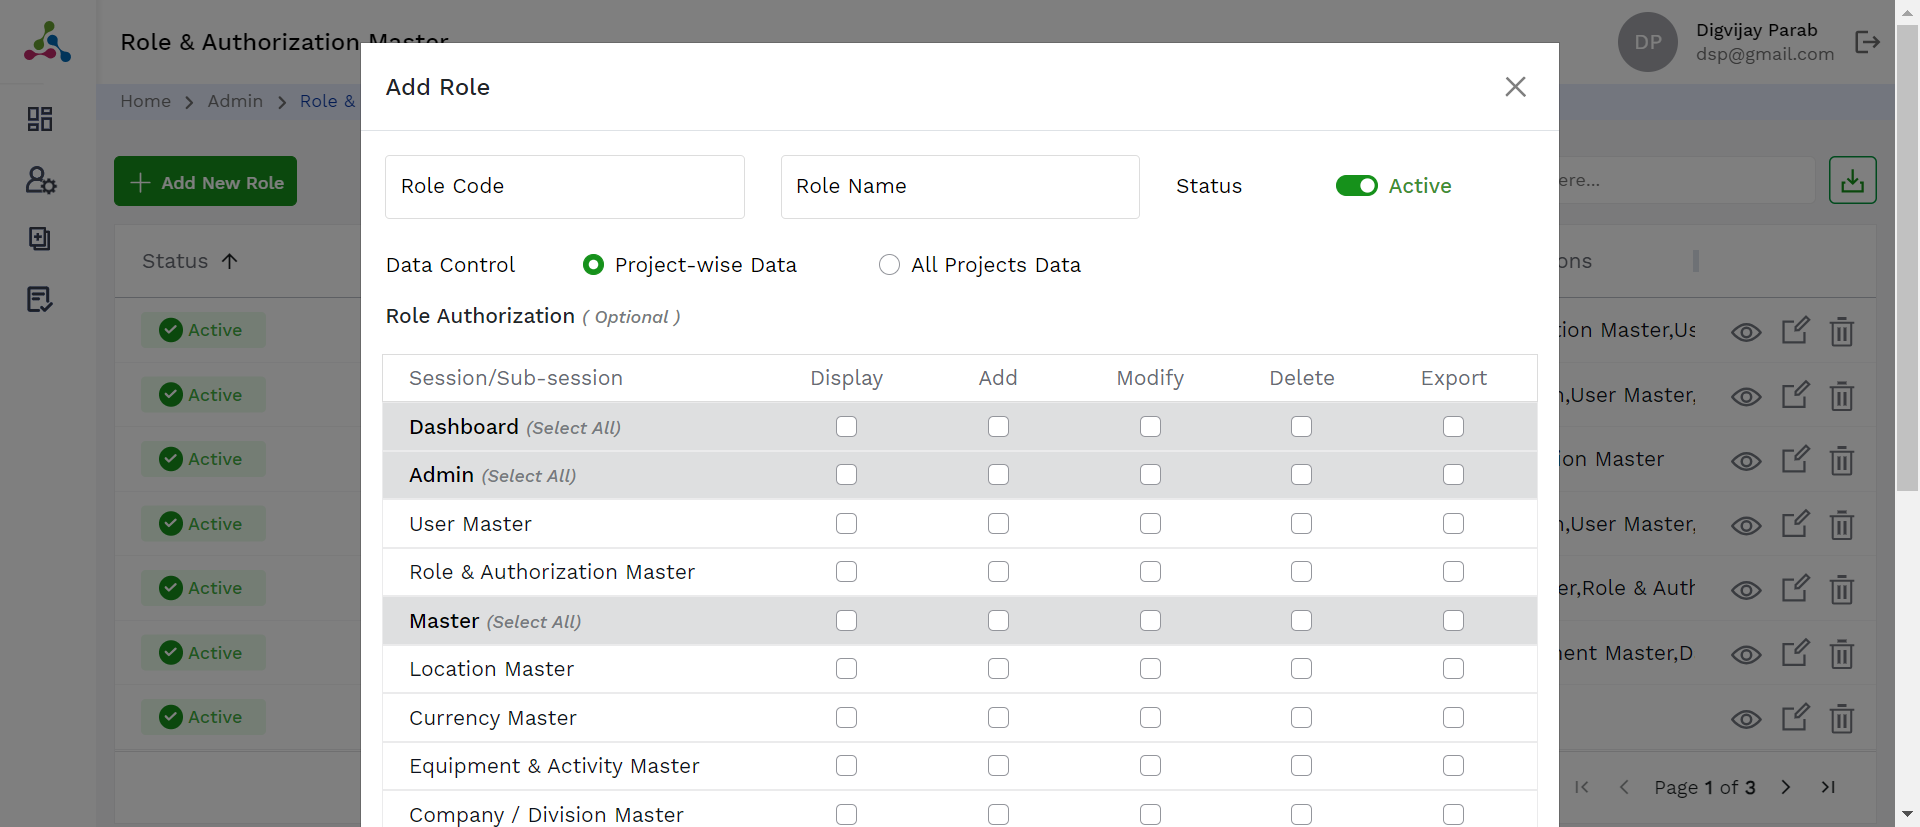 Role & Authorization Master
DP
Digvijay Parab
dsp@gmail.com
Add Role
Home
Admin
Role &
Add New Role
Role Code
Role Name
Status
Active
Data Control
Project-wise Data
All Projects Data
Role Authorization ( Optional )
Status
Session/Sub-session Display Add Modify Delete Export
Dashboard (Select All)
Admin (Select All)
User Master
Role & Authorization Master
Master (Select All)
Location Master
Currency Master
Equipment & Activity Master
Company / Division Master
Active
Active
Active
Active
Active
Active
Active
ere...
ons
ion Master,Us
n,User Master,
ion Master
n,User Master,
er,Role & Auth
nent Master,D
Page 1 of 3